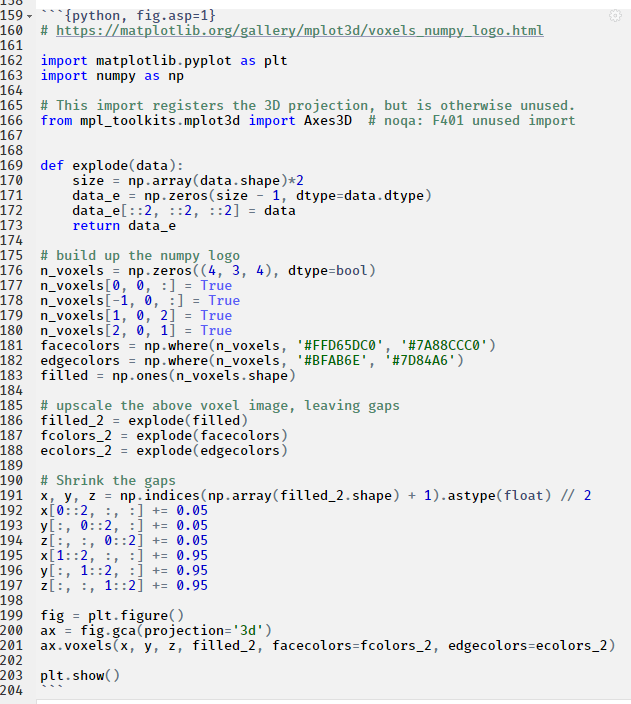 158
159 ```{python, fig.asp=1}
160 # https://matplotlib.org/gallery/mplot3d/voxels_numpy_logo.html
161
162 import matplotlib.pyplot as plt
163 import numpy as np
164
165 # This import registers the 3D projection, but is otherwise unused.
166 from mpl_toolkits.mplot3d import Axes3D  # noqa: F401 unused import
167
168
169 def explode(data):
170     size = np.array(data.shape)*2
171     data_e = np.zeros(size - 1, dtype=data.dtype)
172     data_e[::2, ::2, ::2] = data
173     return data_e
174
175 # build up the numpy logo
176 n_voxels = np.zeros((4, 3, 4), dtype=bool)
177 n_voxels[0, 0, :] = True
178 n_voxels[-1, 0, :] = True
179 n_voxels[1, 0, 2] = True
180 n_voxels[2, 0, 1] = True
181 facecolors = np.where(n_voxels, '#FFD65DC0', '#7A88CCC0')
182 edgecolors = np.where(n_voxels, '#BFAB6E', '#7D84A6')
183 filled = np.ones(n_voxels.shape)
184
185 # upscale the above voxel image, leaving gaps
186 filled_2 = explode(filled)
187 fcolors_2 = explode(facecolors)
188 ecolors_2 = explode(edgecolors)
189
190 # Shrink the gaps
191 x, y, z = np.indices(np.array(filled_2.shape) + 1).astype(float) // 2
192 x[0::2, :, :] += 0.05
193 y[:, 0::2, :] += 0.05
194 z[:, :, 0::2] += 0.05
195 x[1::2, :, :] += 0.95
196 y[:, 1::2, :] += 0.95
197 z[:, :, 1::2] += 0.95
198
199 fig = plt.figure()
200 ax = fig.gca(projection='3d')
201 ax.voxels(x, y, z, filled_2, facecolors=fcolors_2, edgecolors=ecolors_2)
202
203 plt.show()
204 ```